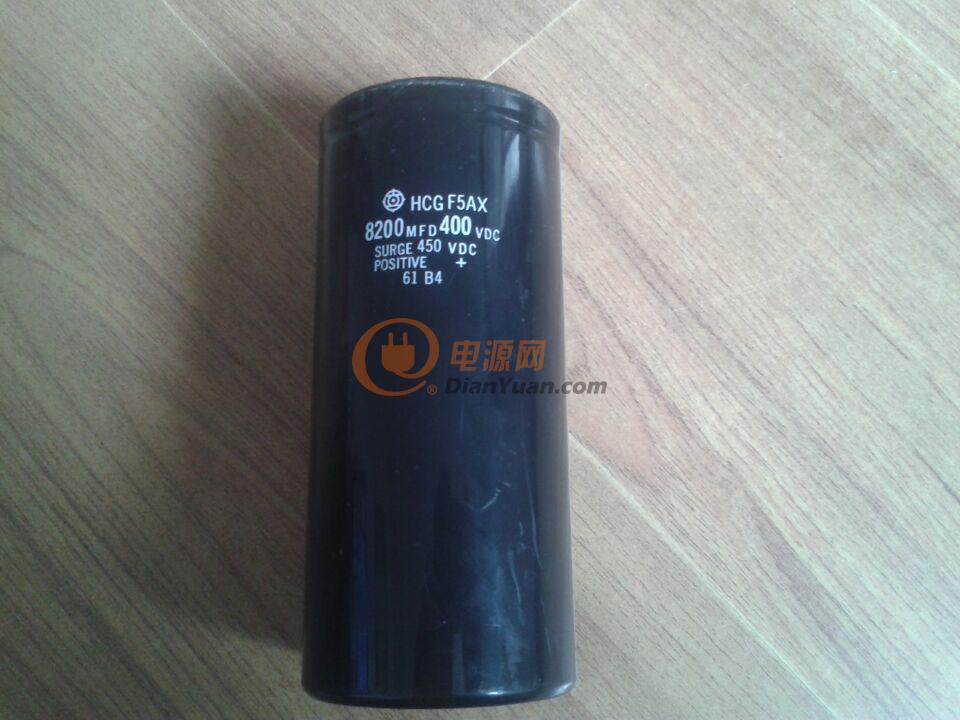 HCG F5AX
8200 MFD 400 VDC
SURGE 450 VDC
POSITIVE +
61 B4
电源网
® DianYuan.com